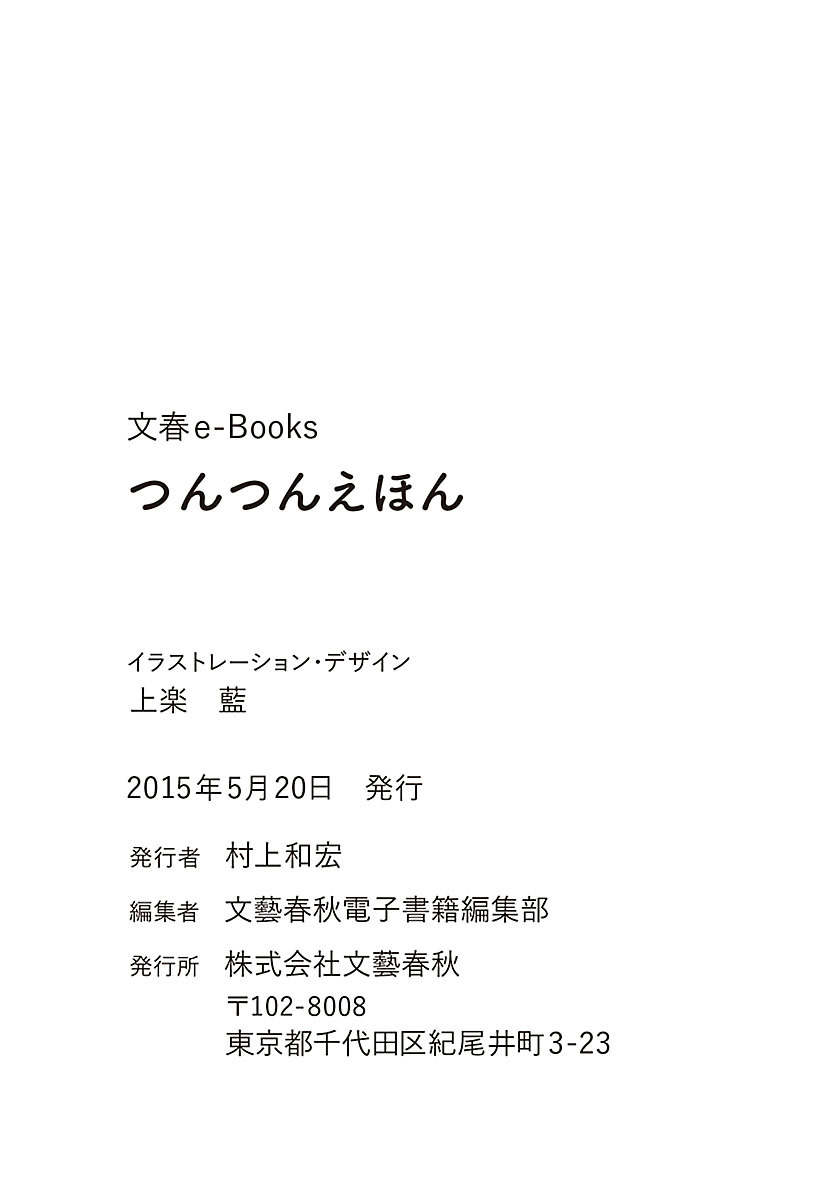 文春e-Books
つんつんえほん
イラストレーション・デザイン
上楽　藍
2015年5月20日　発行
発行者　村上和宏
編集者　文藝春秋電子書籍編集部
発行所　株式会社文藝春秋
〒102-8008
東京都千代田区紀尾井町3-23